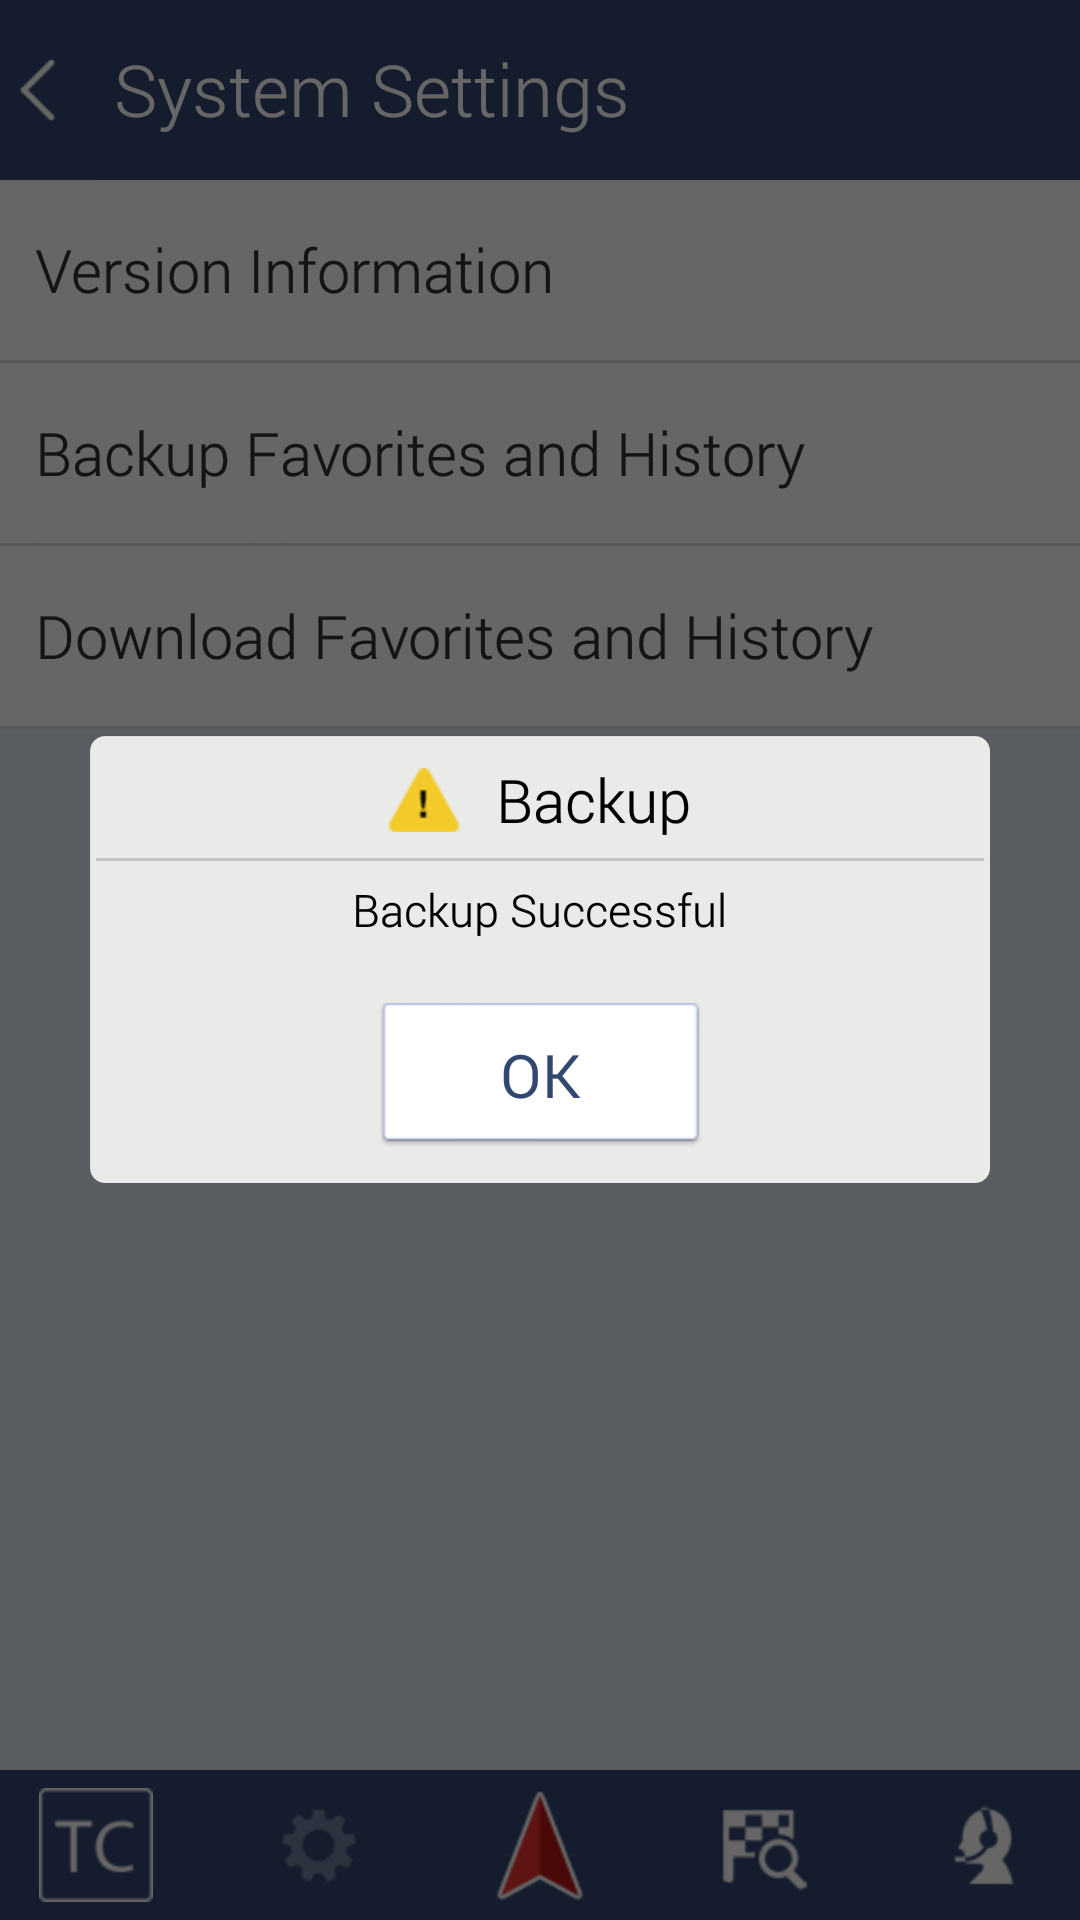 System Settings
Version Information
Backup Favorites and History
Download Favorites and History
! Backup
Backup Successful
OK
TC